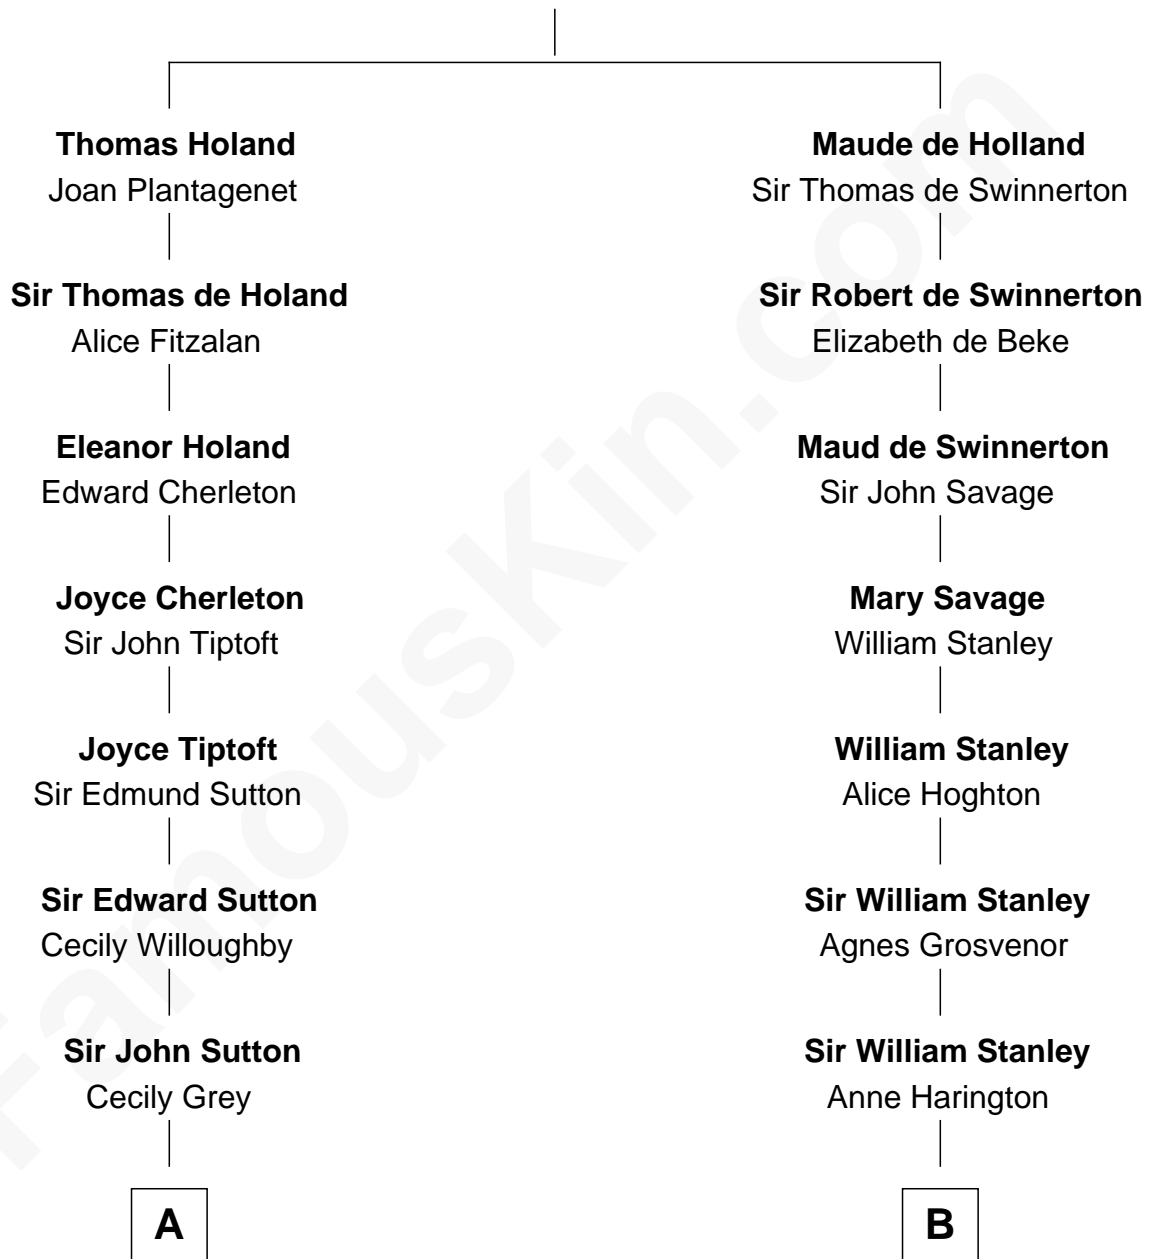 Thomas Holand
Joan Plantagenet
Sir Thomas de Holand
Alice Fitzalan
Eleanor Holand
Edward Cherleton
Joyce Cherleton
Sir John Tiptoft
Joyce Tiptoft
Sir Edmund Sutton
Sir Edward Sutton
Cecily Willoughby
Sir John Sutton
Cecily Grey
A
Maude de Holland
Sir Thomas de Swinnerton
Sir Robert de Swinnerton
Elizabeth de Beke
Maud de Swinnerton
Sir John Savage
Mary Savage
William Stanley
William Stanley
Alice Hoghton
Sir William Stanley
Agnes Grosvenor
Sir William Stanley
Anne Harington
B
FamousKin.com